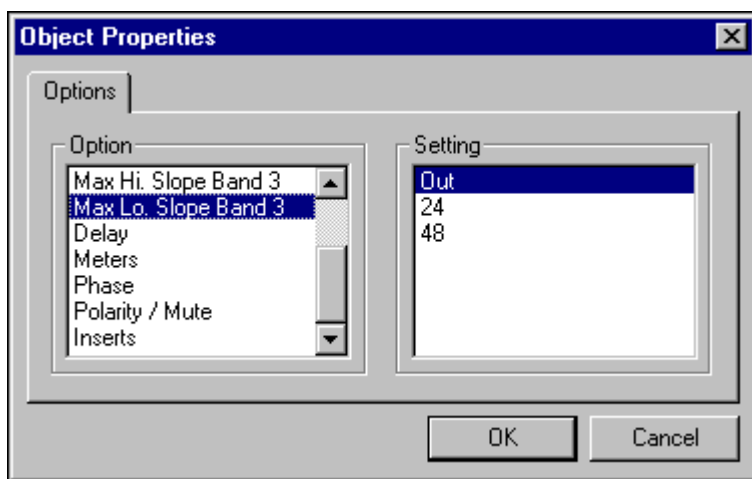 Object Properties
Options
Option
Max Hi. Slope Band 3
Max Lo. Slope Band 3
Delay
Meters
Phase
Polarity / Mute
Inserts
Setting
Out
24
48
OK
Cancel